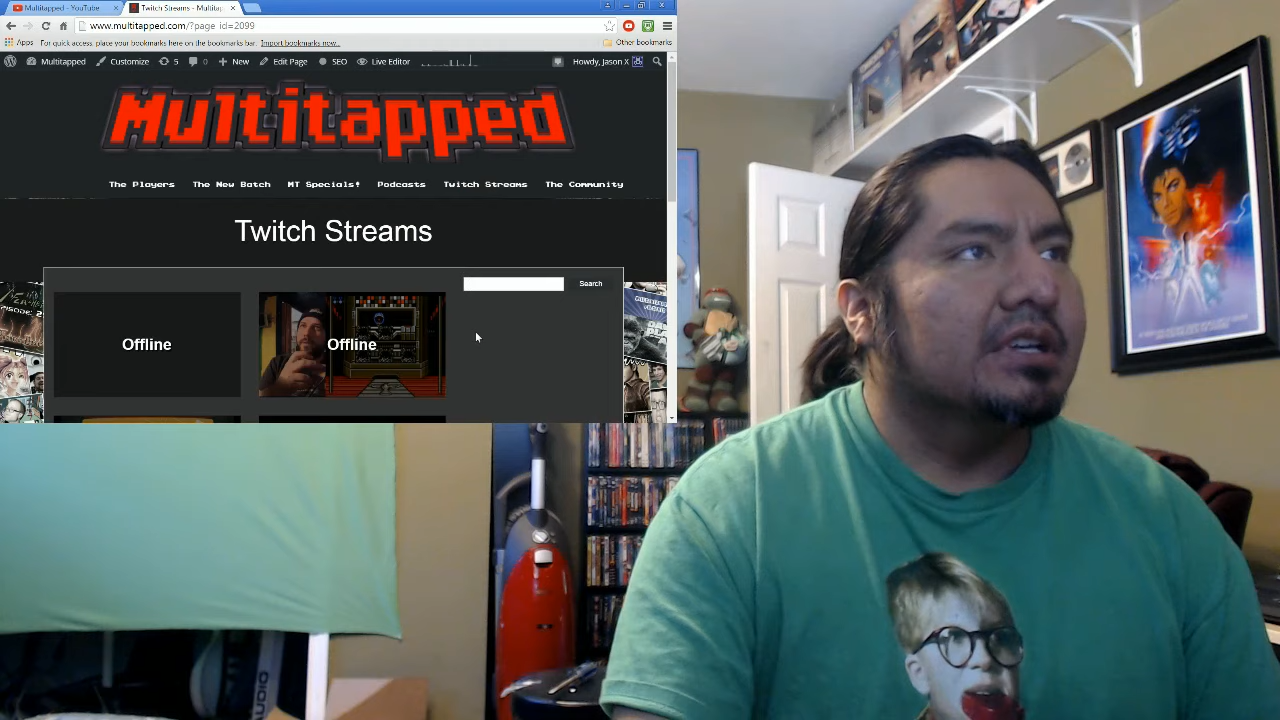 Multitapped - YouTube
Twitch Streams - Multitap
www.multitapped.com/?page_id=2099
Apps For quick access, place your bookmarks here on the bookmarks bar. Import bookmarks now...
Other bookmarks
Multitapped Customize 5 0 New Edit Page SEO Live Editor
Howdy, Jason X
Multitapped
The Players The New Batch MT Specials! Podcasts Twitch Streams The Community
Twitch Streams
Search
Offline
Offline
AUDIO